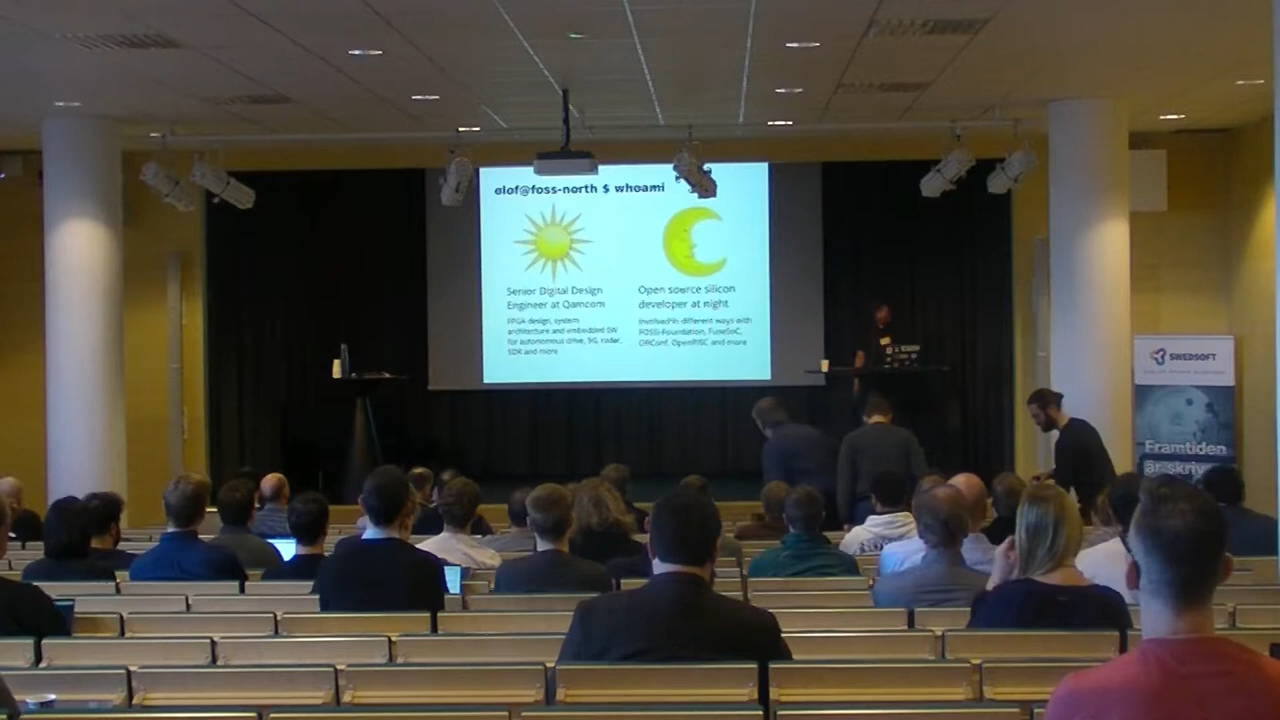 olof@foss-north $ whoami
Senior Digital Design
Engineer at Qamcom
FPGA design, system
architecture and embedded SW
for autonomous drive, 5G, radar,
SDR and more
Open source silicon
developer at night
Involved in different ways with
FOSSi-Foundation, FuseSoC,
ORConf, OpenRISC and more
SWEDSOFT
Framtiden
är skriv